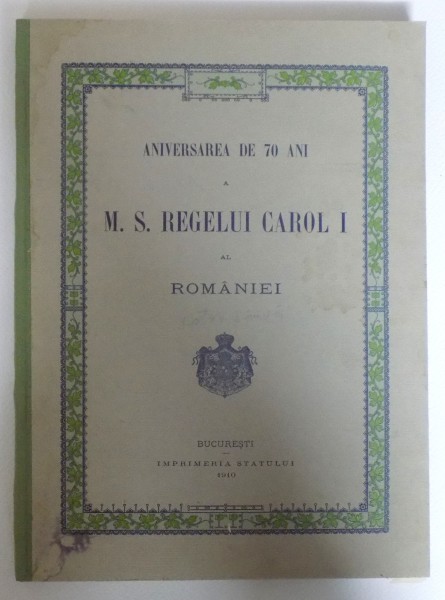 ANIVERSAREA DE 70 ANI
A
M. S. REGELUI CAROL I
AL
ROMÂNIEI
BUCUREȘTI
IMPRIMERIA STATULUI
1910